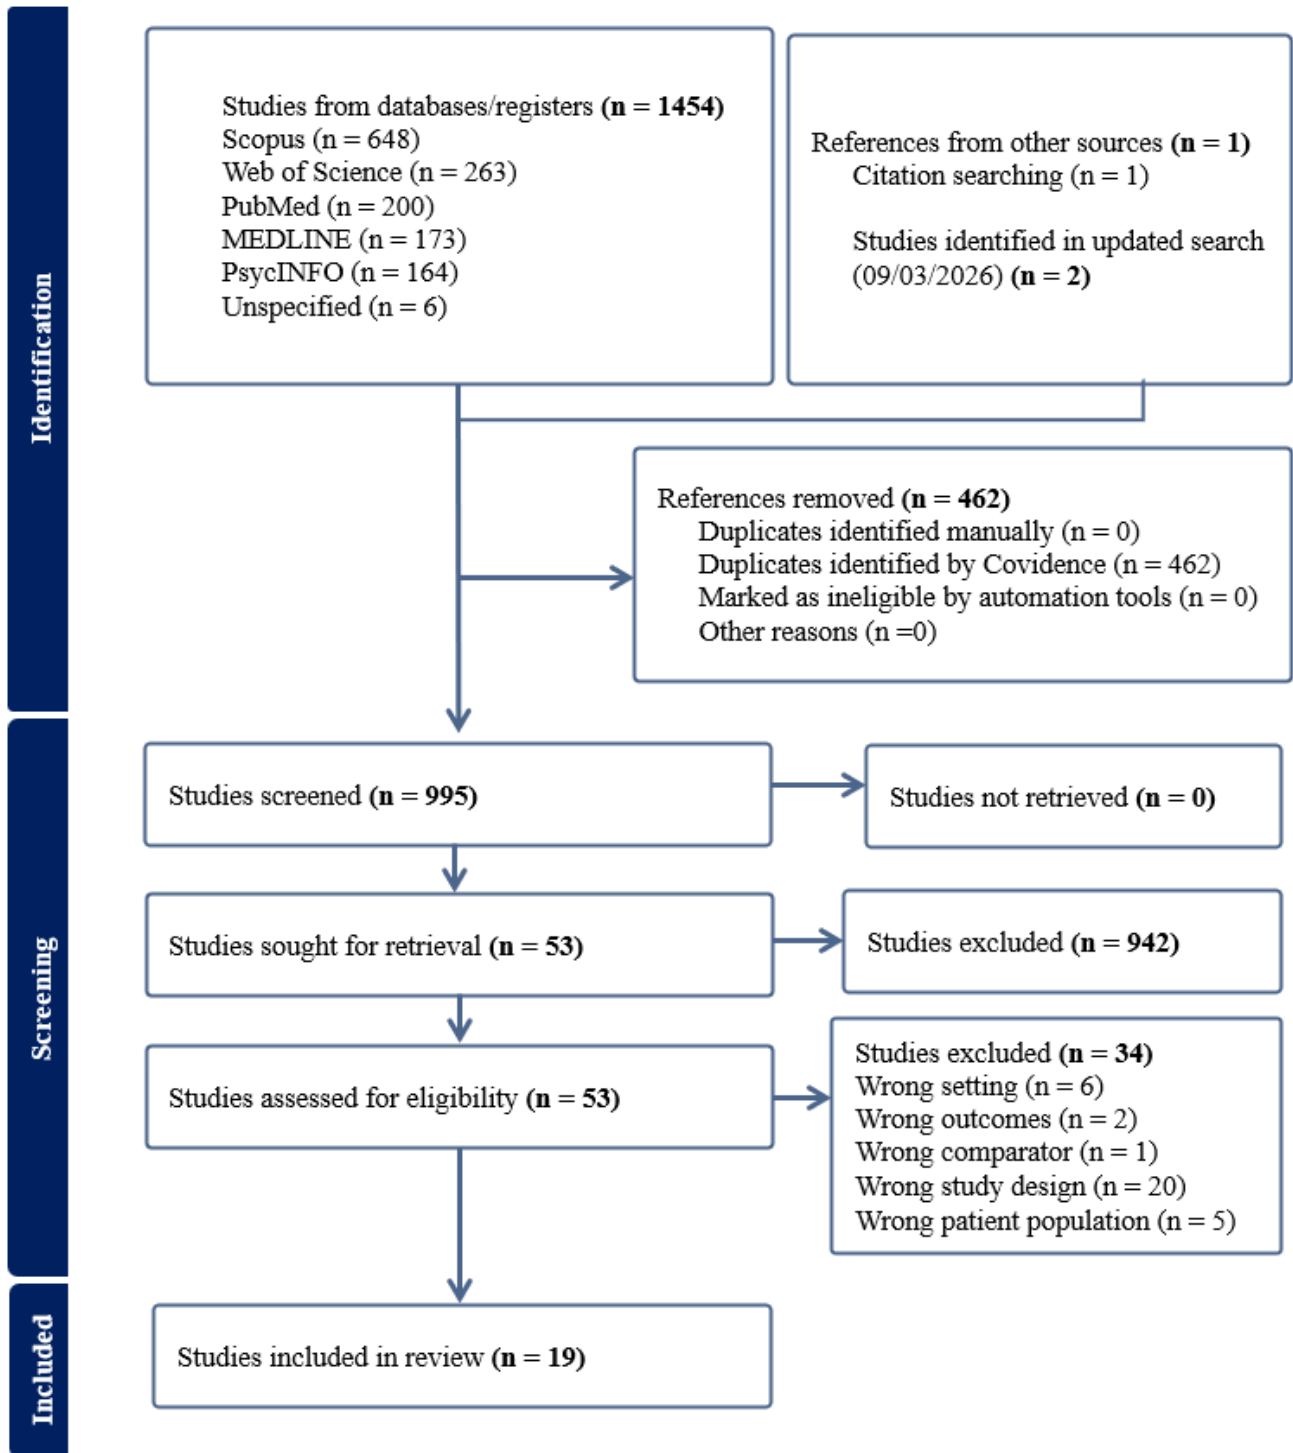 Identification
Studies from databases/registers (n = 1454)
Scopus (n = 648)
Web of Science (n = 263)
PubMed (n = 200)
MEDLINE (n = 173)
PsycINFO (n = 164)
Unspecified (n = 6)
References from other sources (n = 1)
Citation searching (n = 1)
Studies identified in updated search
(09/03/2026) (n = 2)
References removed (n = 462)
Duplicates identified manually (n = 0)
Duplicates identified by Covidence (n = 462)
Marked as ineligible by automation tools (n = 0)
Other reasons (n =0)
Screening
Studies screened (n = 995)
Studies not retrieved (n = 0)
Studies sought for retrieval (n = 53)
Studies excluded (n = 942)
Studies assessed for eligibility (n = 53)
Studies excluded (n = 34)
Wrong setting (n = 6)
Wrong outcomes (n = 2)
Wrong comparator (n = 1)
Wrong study design (n = 20)
Wrong patient population (n = 5)
Included
Studies included in review (n = 19)